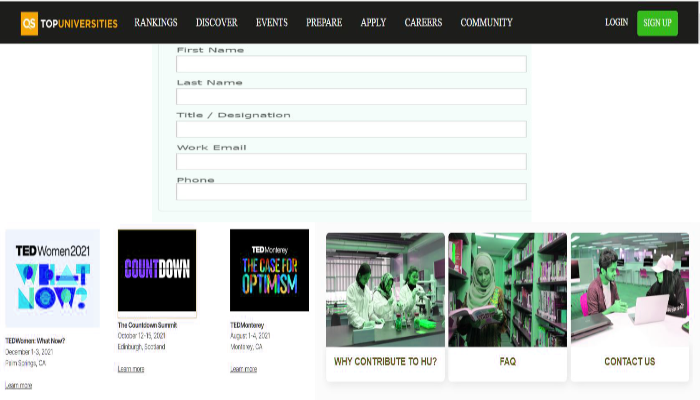 QS TOPUNIVERSITIES RANKINGS DISCOVER EVENTS PREPARE APPLY CAREERS COMMUNITY LOGIN SIGN UP
First Name
Last Name
Title / Designation
Work Email
Phone
TEDWomen2021
WHAT
NOW?
TEDWomen: What Now?
December 1-3, 2021
Palm Springs, CA
Learn more
COUNTDOWN
The Countdown Summit
October 12-15, 2021
Edinburgh, Scotland
Learn more
TEDMonterey
THE CASE FOR
OPTIMISM
TEDMonterey
August 1-4, 2021
Monterey, CA
Learn more
WHY CONTRIBUTE TO HU?
FAQ
CONTACT US